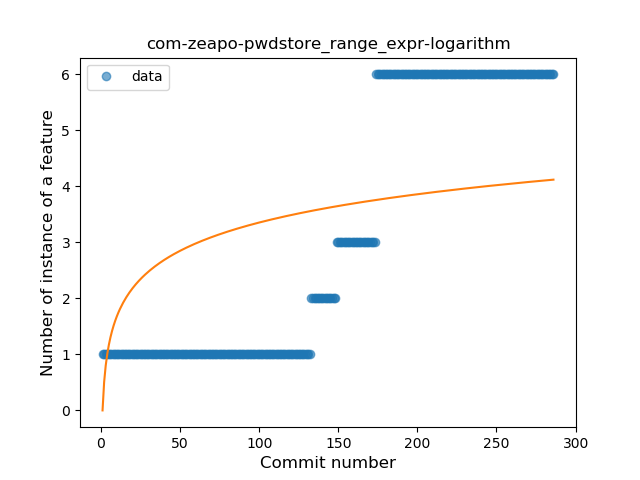 com-zeapo-pwdstore_range_expr-logarithm
data
6
5
4
3
2
1
0
Number of instance of a feature
0 50 100 150 200 250 300
Commit number